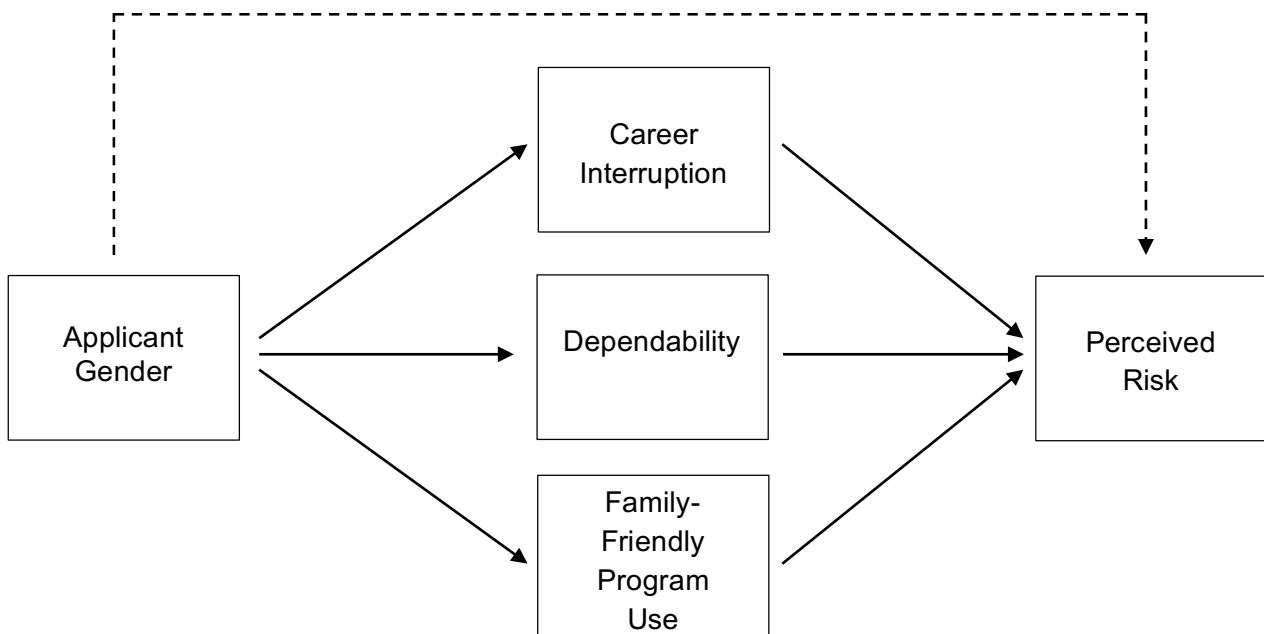 Career
Interruption
Applicant
Gender
Dependability
Perceived
Risk
Family-
Friendly
Program
Use